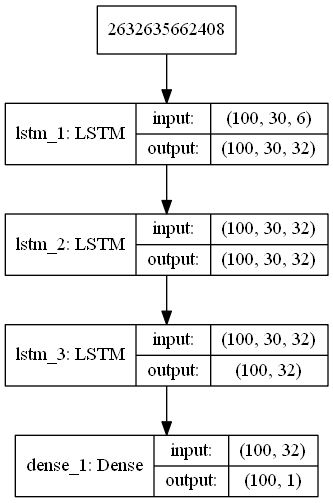 2632635662408
lstm_1: LSTM
input:
(100, 30, 6)
output:
(100, 30, 32)
lstm_2: LSTM
input:
(100, 30, 32)
output:
(100, 30, 32)
lstm_3: LSTM
input:
(100, 30, 32)
output:
(100, 32)
dense_1: Dense
input:
(100, 32)
output:
(100, 1)